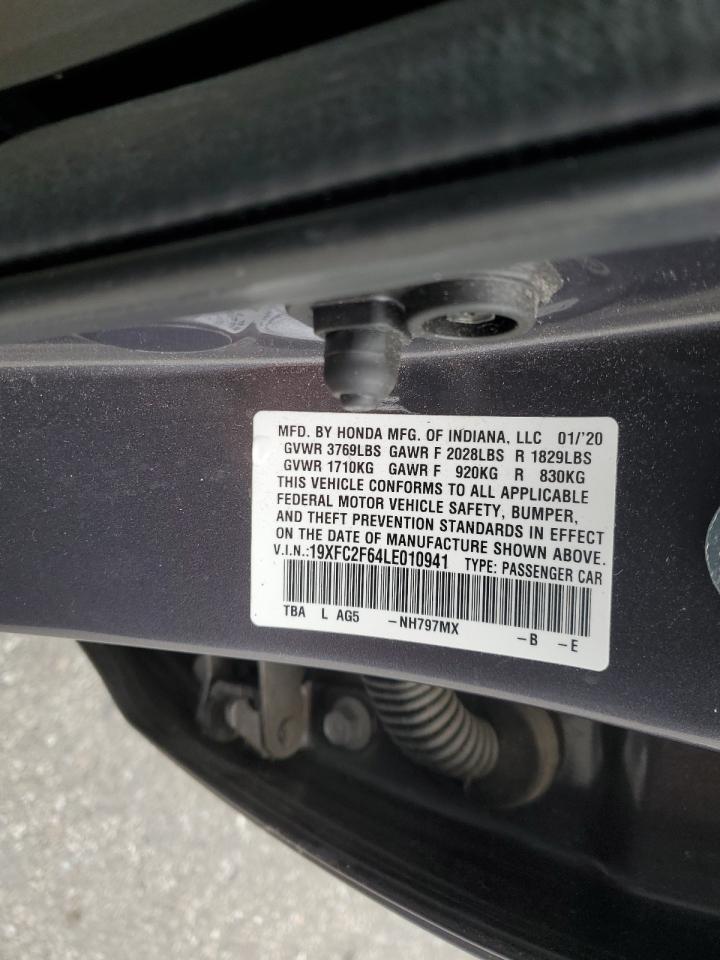 MFD. BY HONDA MFG. OF INDIANA, LLC 01/'20
GVWR 3769LBS GAWR F 2028LBS R 1829LBS
GVWR 1710KG GAWR F 920KG R 830KG
THIS VEHICLE CONFORMS TO ALL APPLICABLE
FEDERAL MOTOR VEHICLE SAFETY, BUMPER,
AND THEFT PREVENTION STANDARDS IN EFFECT
ON THE DATE OF MANUFACTURE SHOWN ABOVE.
V.I.N.:19XFC2F64LE010941 TYPE: PASSENGER CAR
TBA L AG5 -NH797MX -B -E